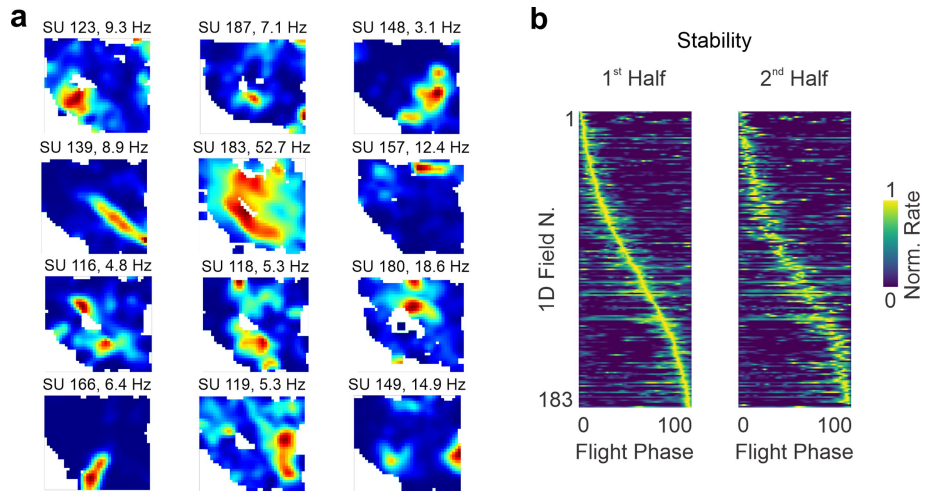 a
SU 123, 9.3 Hz
SU 187, 7.1 Hz
SU 148, 3.1 Hz
SU 139, 8.9 Hz
SU 183, 52.7 Hz
SU 157, 12.4 Hz
SU 116, 4.8 Hz
SU 118, 5.3 Hz
SU 180, 18.6 Hz
SU 166, 6.4 Hz
SU 119, 5.3 Hz
SU 149, 14.9 Hz
b
Stability
1st Half
2nd Half
1
1D Field N.
183
0 100
Flight Phase
0 100
Flight Phase
1
0
Norm. Rate